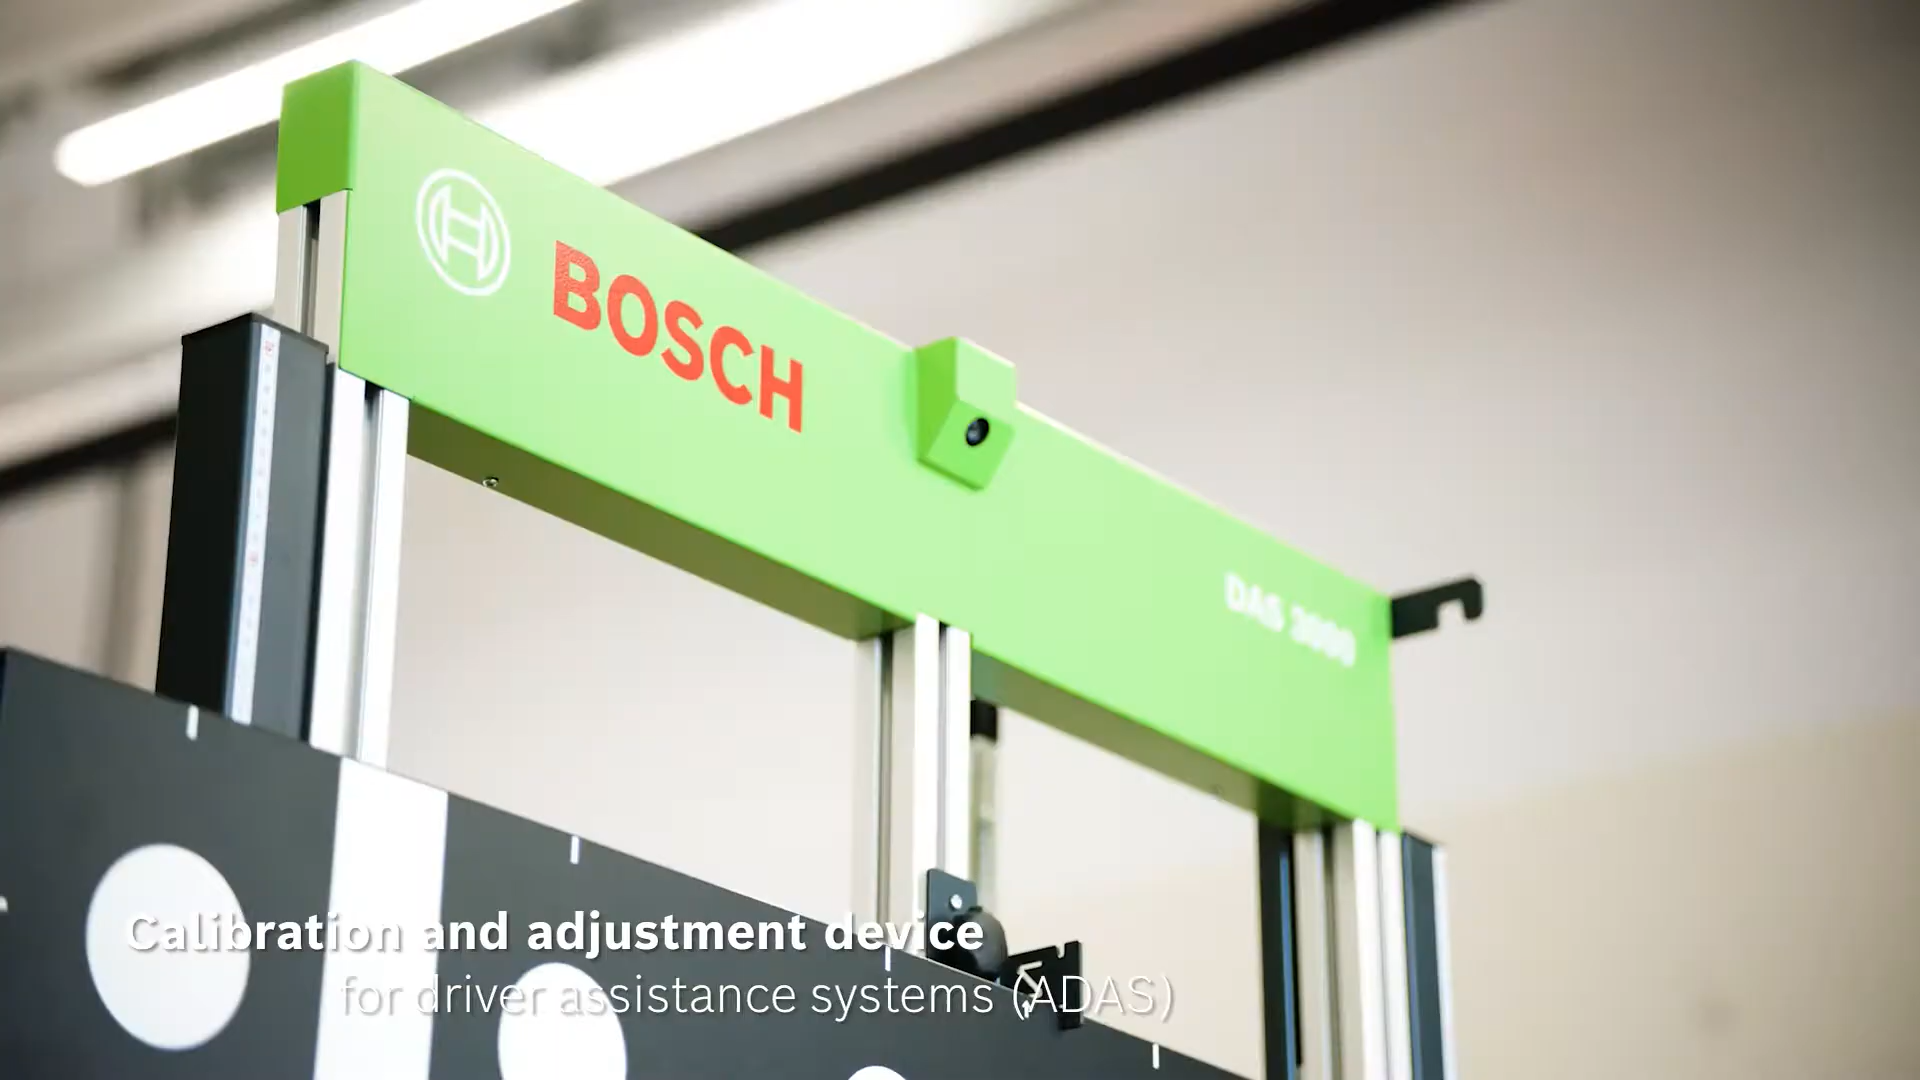 BOSCH
DAS 3000
Calibration and adjustment device
for driver assistance systems (ADAS)